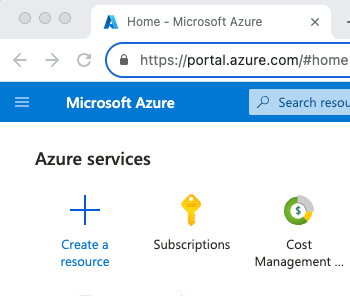 Home - Microsoft Azure
https://portal.azure.com/#home
Microsoft Azure
Search resou
Azure services
Create a
resource
Subscriptions
Cost
Management ...